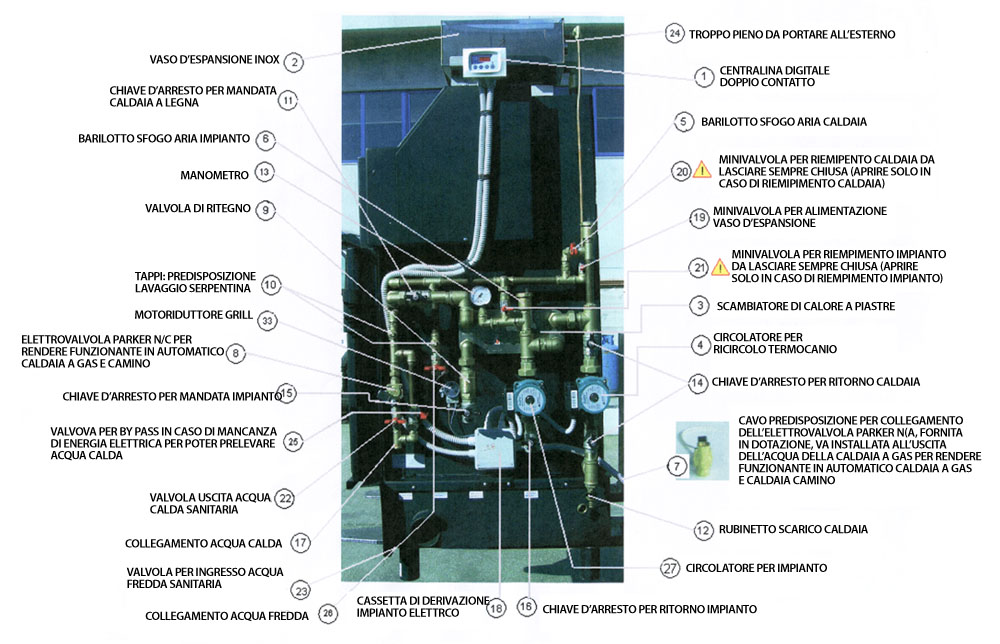 VASO D'ESPANSIONE INOX 2
CHIAVE D'ARRESTO PER MANDATA
CALDAIA A LEGNA
11
BARILOTTO SFOGO ARIA IMPIANTO 6
MANOMETRO 13
VALVOLA DI RITEGNO 9
TAPPI: PREDISPOSIZIONE
LAVAGGIO SERPENTINA
10
MOTORIDUTTORE GRILL 33
ELETTROVALVOLA PARKER N/C PER
RENDERE FUNZIONANTE IN AUTOMATICO
CALDAIA A GAS E CAMINO
8
CHIAVE D'ARRESTO PER MANDATA IMPIANTO 15
VALVOVA PER BY PASS IN CASO DI MANCANZA
DI ENERGIA ELETTRICA PER POTER PRELEVARE
ACQUA CALDA
25
VALVOLA USCITA ACQUA
CALDA SANITARIA
22
COLLEGAMENTO ACQUA CALDA 17
VALVOLA PER INGRESSO ACQUA
FREDDA SANITARIA
23
COLLEGAMENTO ACQUA FREDDA 26
CASSETTA DI DERIVAZIONE
IMPIANTO ELETTRCO
18
16 CHIAVE D'ARRESTO PER RITORNO IMPIANTO
24 TROPPO PIENO DA PORTARE ALL'ESTERNO
1 CENTRALINA DIGITALE
DOPPIO CONTATTO
5 BARILOTTO SFOGO ARIA CALDAIA
20 MINIVALVOLA PER RIEMPIENTO CALDAIA DA
LASCIARE SEMPRE CHIUSA (APRIRE SOLO IN
CASO DI RIEMIPIMENTO CALDAIA)
19 MINIVALVOLA PER ALIMENTAZIONE
VASO D'ESPANSIONE
21 MINIVALVOLA PER RIEMPIMENTO IMPIANTO
DA LASCIARE SEMPRE CHIUSA (APRIRE
SOLO IN CASO DI RIEMPIMENTO IMPIANTO)
3 SCAMBIATORE DI CALORE A PIASTRE
4 CIRCOLATORE PER
RICIRCOLO TERMOCANIO
14 CHIAVE D'ARRESTO PER RITORNO CALDAIA
CAVO PREDISPOSIZIONE PER COLLEGAMENTO
DELL'ELETTROVALVOLA PARKER N(A, FORNITA
IN DOTAZIONE, VA INSTALLATA ALL'USCITA
DELL'ACQUA DELLA CALDAIA A GAS PER RENDERE
FUNZIONANTE IN AUTOMATICO CALDAIA A GAS
E CALDAIA CAMINO
7
12 RUBINETTO SCARICO CALDAIA
27 CIRCOLATORE PER IMPIANTO